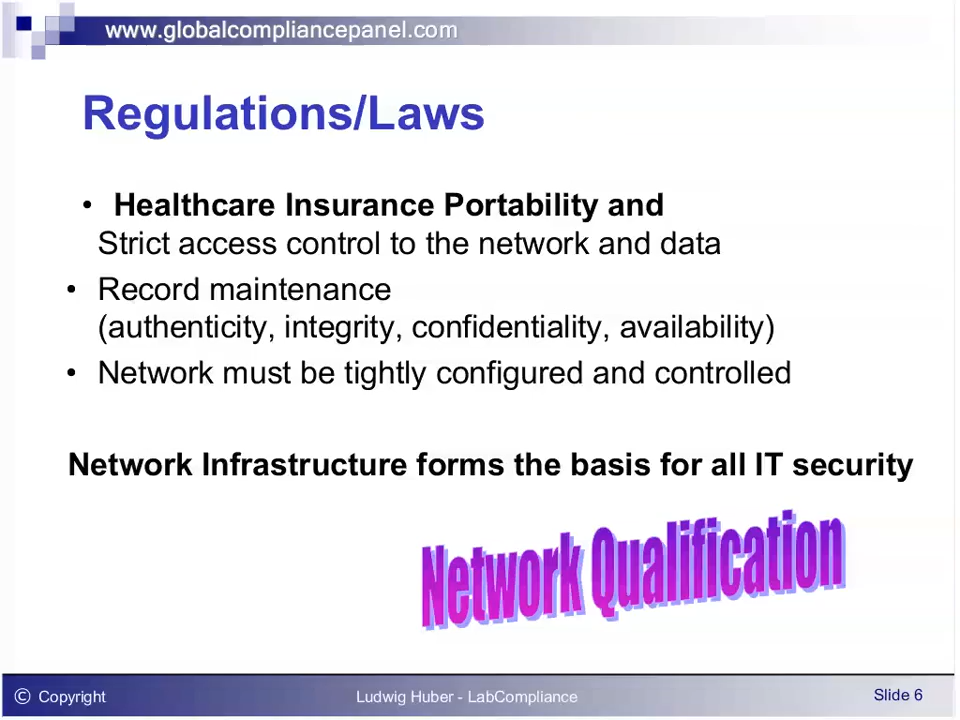 www.globalcompliancepanel.com
Regulations/Laws
• Healthcare Insurance Portability and
Strict access control to the network and data
• Record maintenance
(authenticity, integrity, confidentiality, availability)
• Network must be tightly configured and controlled
Network Infrastructure forms the basis for all IT security
Network Qualification
© Copyright
Ludwig Huber - LabCompliance
Slide 6